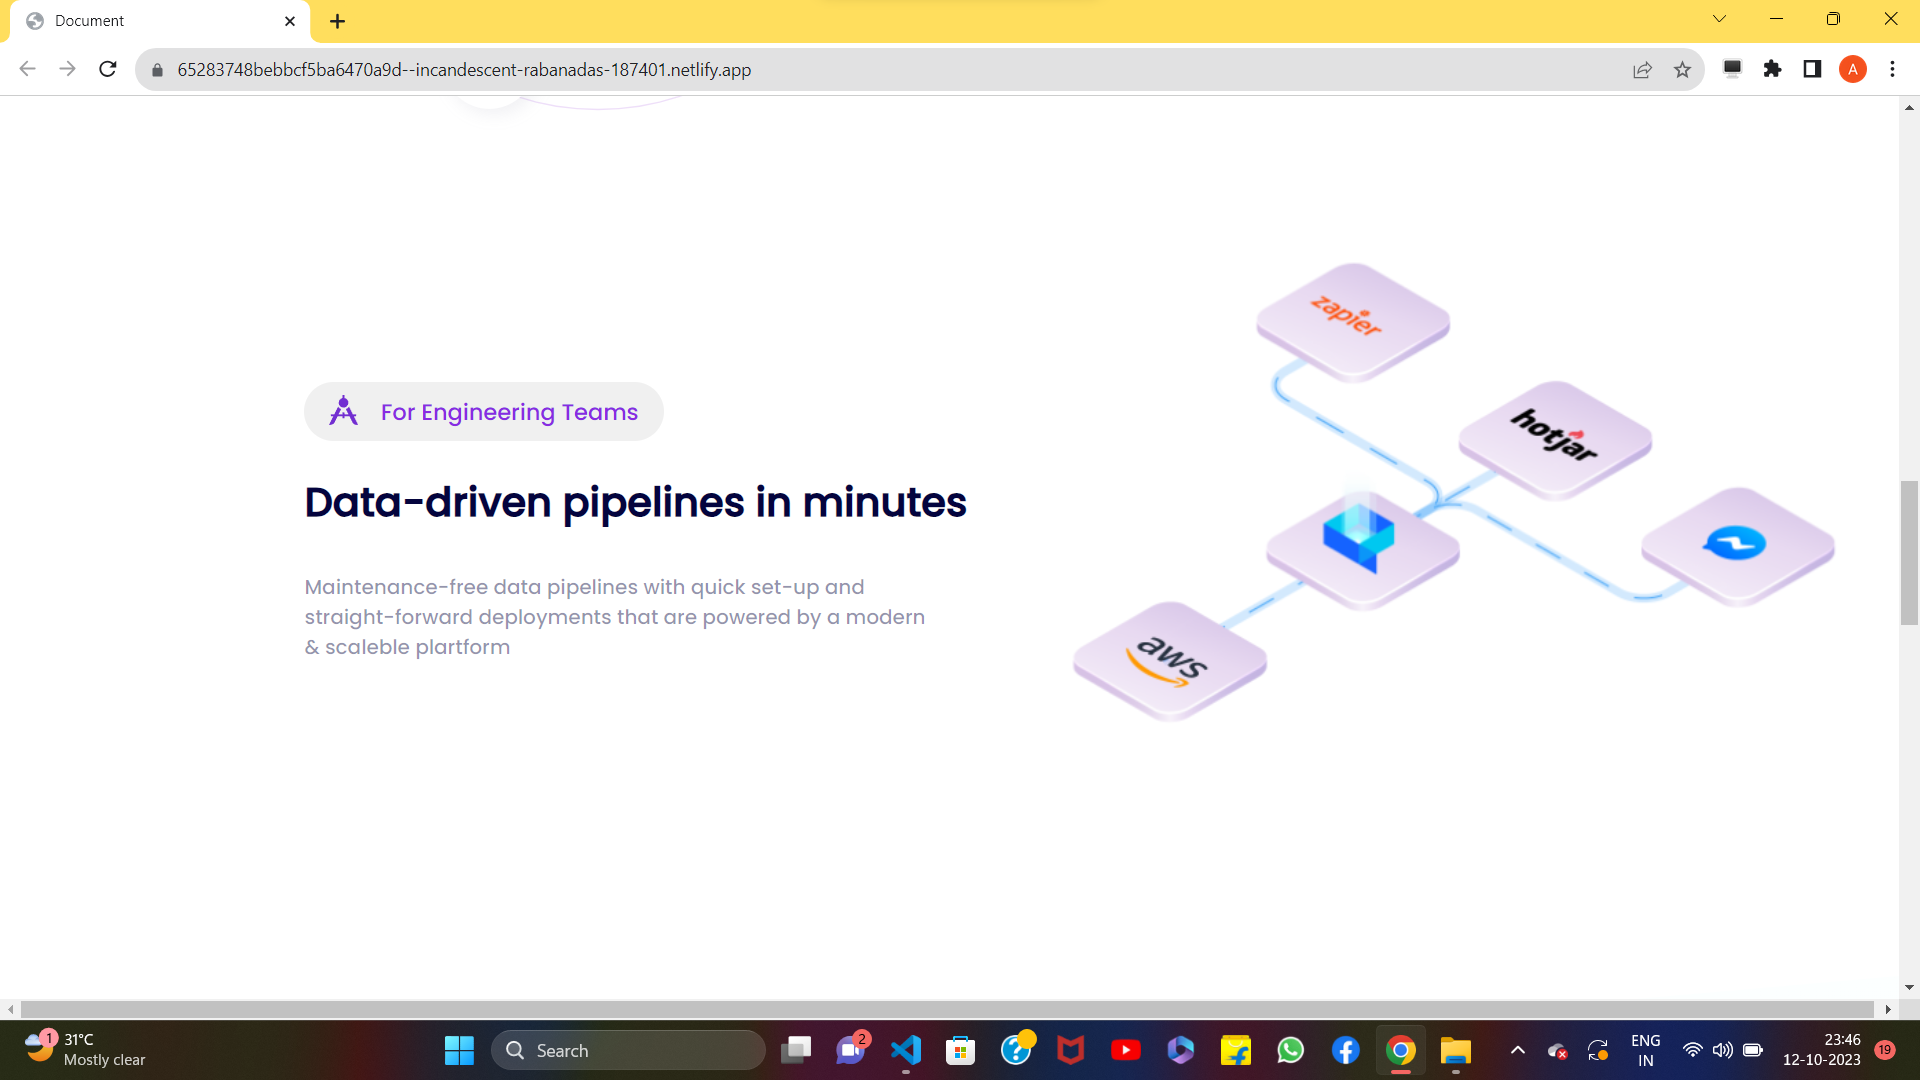 Document
65283748bebbcf5ba6470a9d--incandescent-rabanadas-187401.netlify.app
A
zapier
hotjar
For Engineering Teams
Data-driven pipelines in minutes
Maintenance-free data pipelines with quick set-up and
straight-forward deployments that are powered by a modern
& scaleble plartform
aws
1
31°C
Mostly clear
Search
2
ENG
IN
23:46
12-10-2023
19